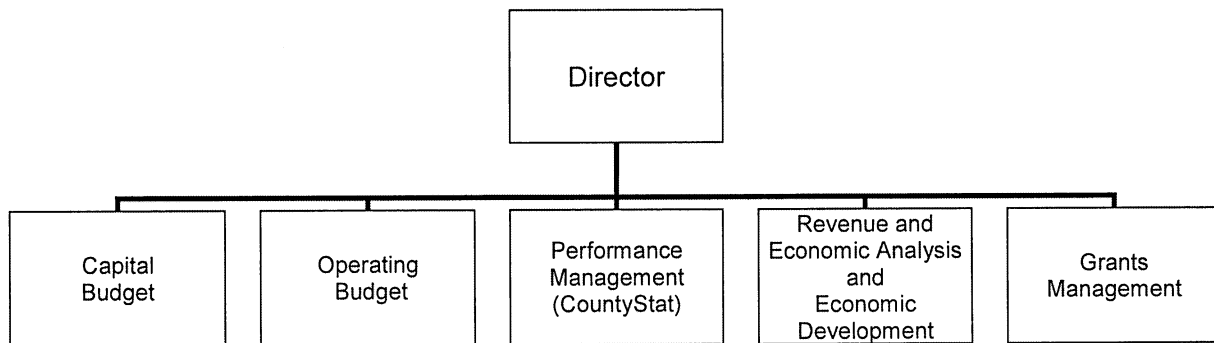 Director
Capital
Budget
Operating
Budget
Performance
Management
(CountyStat)
Revenue and
Economic Analysis
and
Economic
Development
Grants
Management